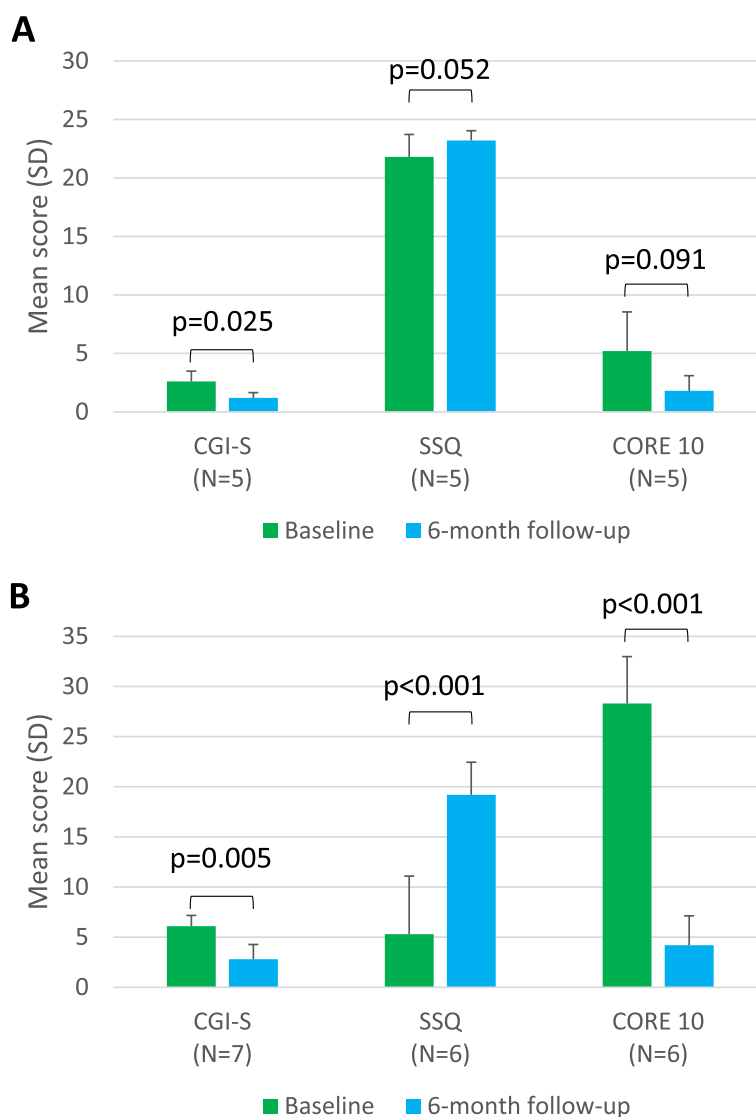 A
30
25
20
15
10
5
0
Mean score (SD)
p=0.025
p=0.052
p=0.091
CGI-S
(N=5)
SSQ
(N=5)
CORE 10
(N=5)
Baseline
6-month follow-up
B
35
30
25
20
15
10
5
0
Mean score (SD)
p=0.005
p<0.001
p<0.001
CGI-S
(N=7)
SSQ
(N=6)
CORE 10
(N=6)
Baseline
6-month follow-up